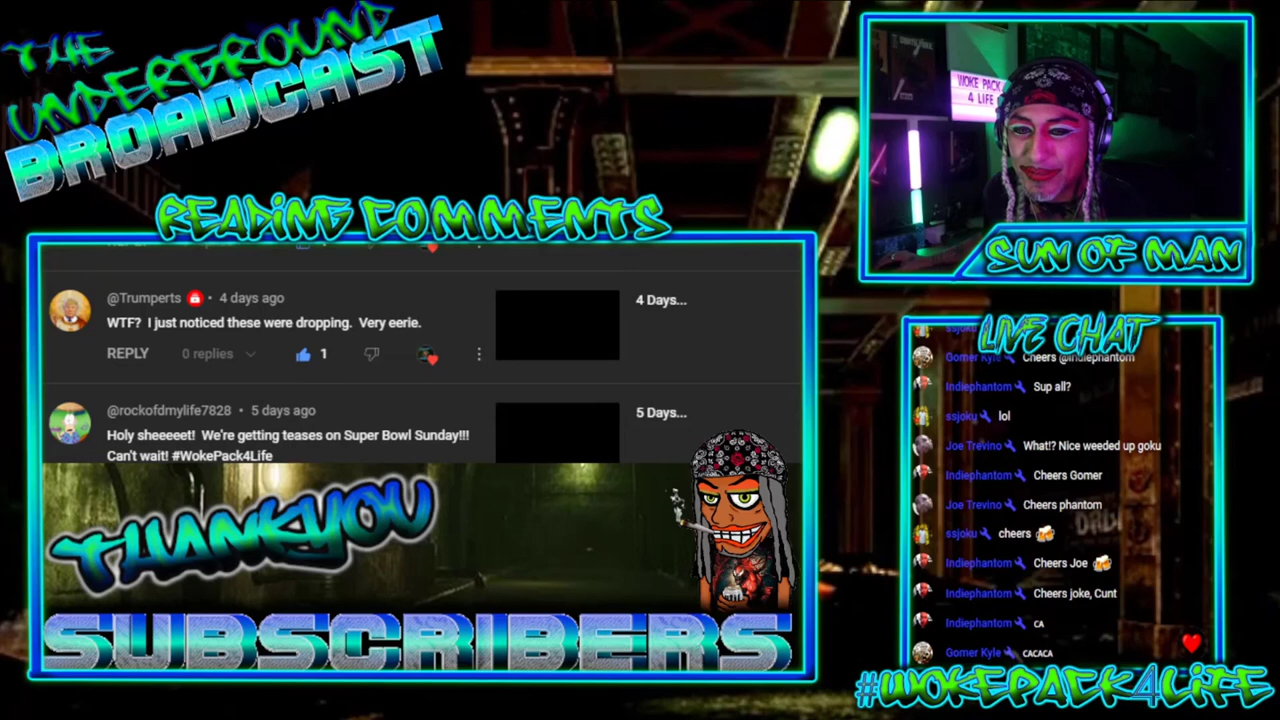 THE
UNDERGROUND
BROADCAST
READING COMMENTS
@Trumperts • 4 days ago
WTF? I just noticed these were dropping. Very eerie.
REPLY 0 replies 1
4 Days...
@rockofdmylife7828 • 5 days ago
Holy sheeeeet! We're getting teases on Super Bowl Sunday!!!
Can't wait! #WokePack4Life
5 Days...
THANKYOU
SUBSCRIBERS
WOKE PACK
4 LIFE
SUN OF MAN
LIVE CHAT
ssjoku
Gomer Kyle Cheers @indiephantom
Indiephantom Sup all?
ssjoku lol
Joe Trevino What!? Nice weeded up goku
Indiephantom Cheers Gomer
Joe Trevino Cheers phantom
ssjoku cheers 🍻
Indiephantom Cheers Joe 🍻
Indiephantom Cheers joke, Cunt
Indiephantom CA
Gomer Kyle CACACA
#WOKEPACK4LIFE